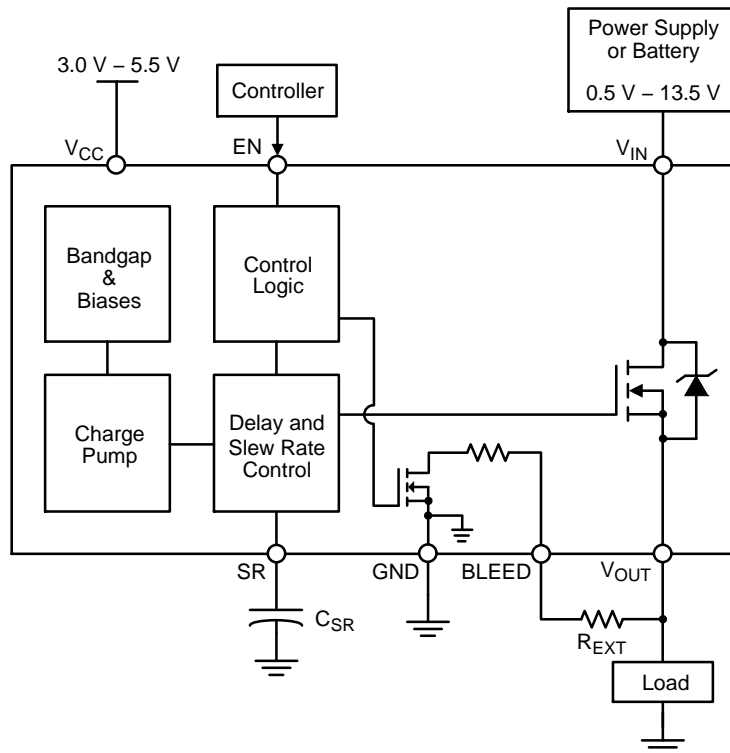 Power Supply
or Battery
0.5 V – 13.5 V
3.0 V – 5.5 V
Controller
VCC
EN
VIN
Bandgap
&
Biases
Control
Logic
Charge
Pump
Delay and
Slew Rate
Control
SR
GND
BLEED
VOUT
CSR
REXT
Load